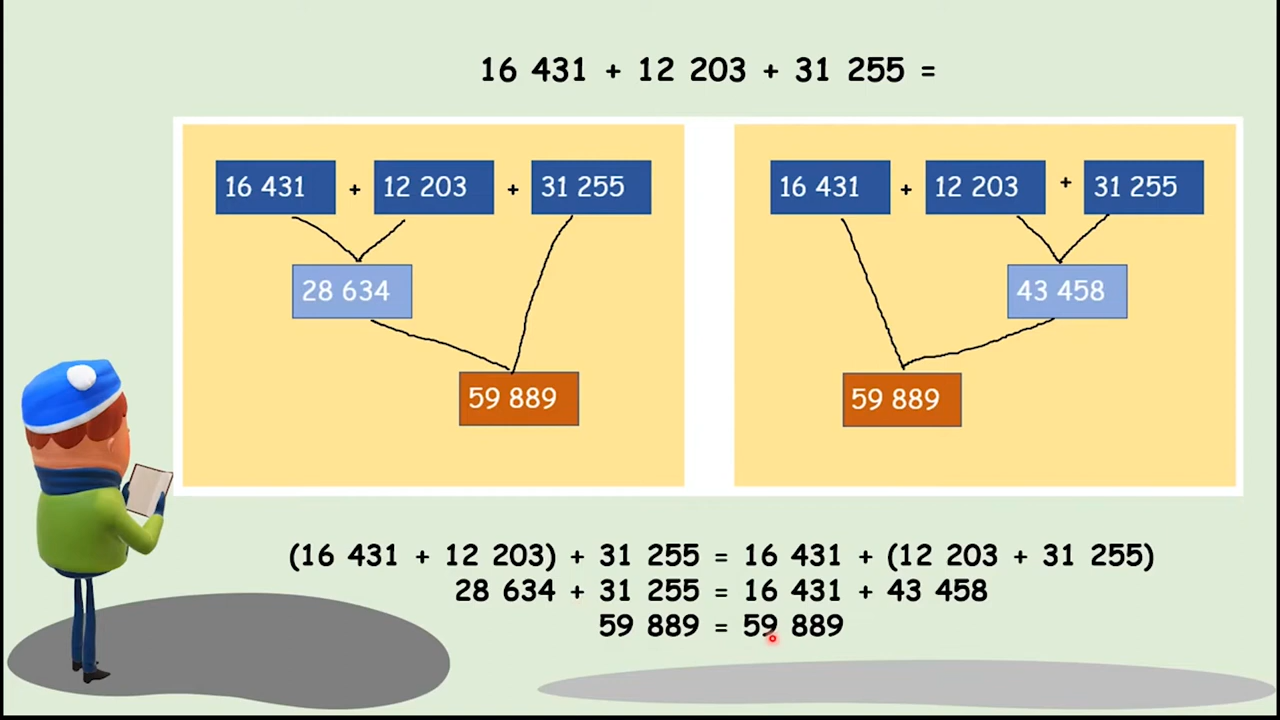 16 431 + 12 203 + 31 255 =
16 431 + 12 203 + 31 255
28 634
59 889
16 431 + 12 203 + 31 255
43 458
59 889
(16 431 + 12 203) + 31 255 = 16 431 + (12 203 + 31 255)
28 634 + 31 255 = 16 431 + 43 458
59 889 = 59 889